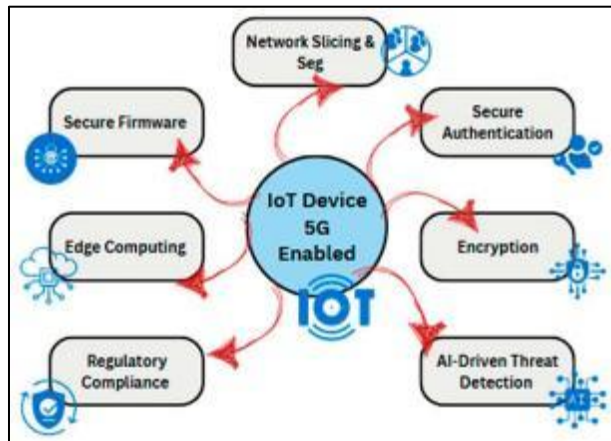 Network Slicing &
Seg
Secure Firmware
Secure
Authentication
IoT Device
5G
Enabled
IOT
Edge Computing
Encryption
Regulatory
Compliance
AI-Driven Threat
Detection
AI